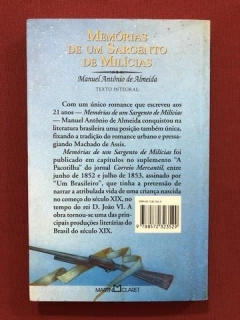 MEMÓRIAS
DE UM SARGENTO
DE MILÍCIAS
Manuel Antônio de Almeida
TEXTO INTEGRAL
Com um único romance que escreveu aos
21 anos — Memórias de um Sargento de Milícias
— Manuel Antônio de Almeida conquistou na
literatura brasileira uma posição também única,
fixando a tradição do romance urbano e pressa-
giando Machado de Assis.
Memórias de um Sargento de Milícias foi
publicado em capítulos no suplemento "A
Pacotilha" do jornal Correio Mercantil, entre
junho de 1852 e julho de 1853, assinado por
"Um Brasileiro", que tinha a pretensão de
narrar a atribulada vida de uma criança nascida
no começo do século XIX, no
tempo do rei D. João VI. A
obra tornou-se uma das prin-
cipais produções literárias do
Brasil do século XIX.
MARTIN CLARET